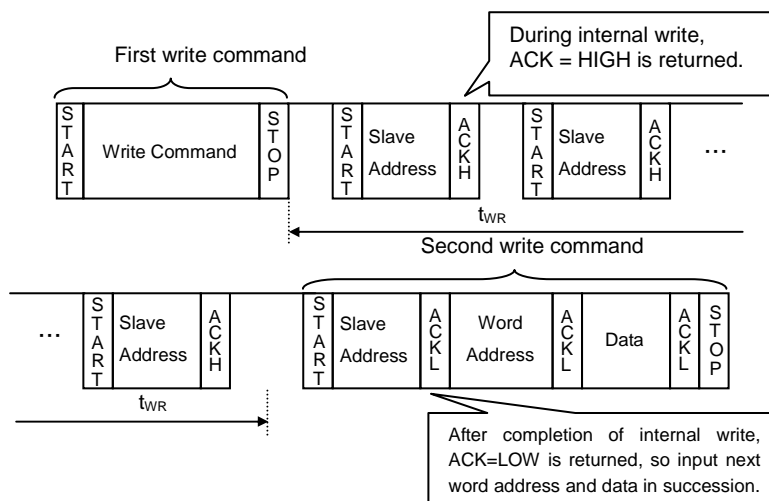 First write command
During internal write,
ACK = HIGH is returned.
START
Write Command
STOP
START
Slave
Address
ACKH
START
Slave
Address
ACKH
...
tWR
Second write command
...
START
Slave
Address
ACKH
START
Slave
Address
ACKL
Word
Address
ACKL
Data
ACKL
STOP
tWR
After completion of internal write,
ACK=LOW is returned, so input next
word address and data in succession.